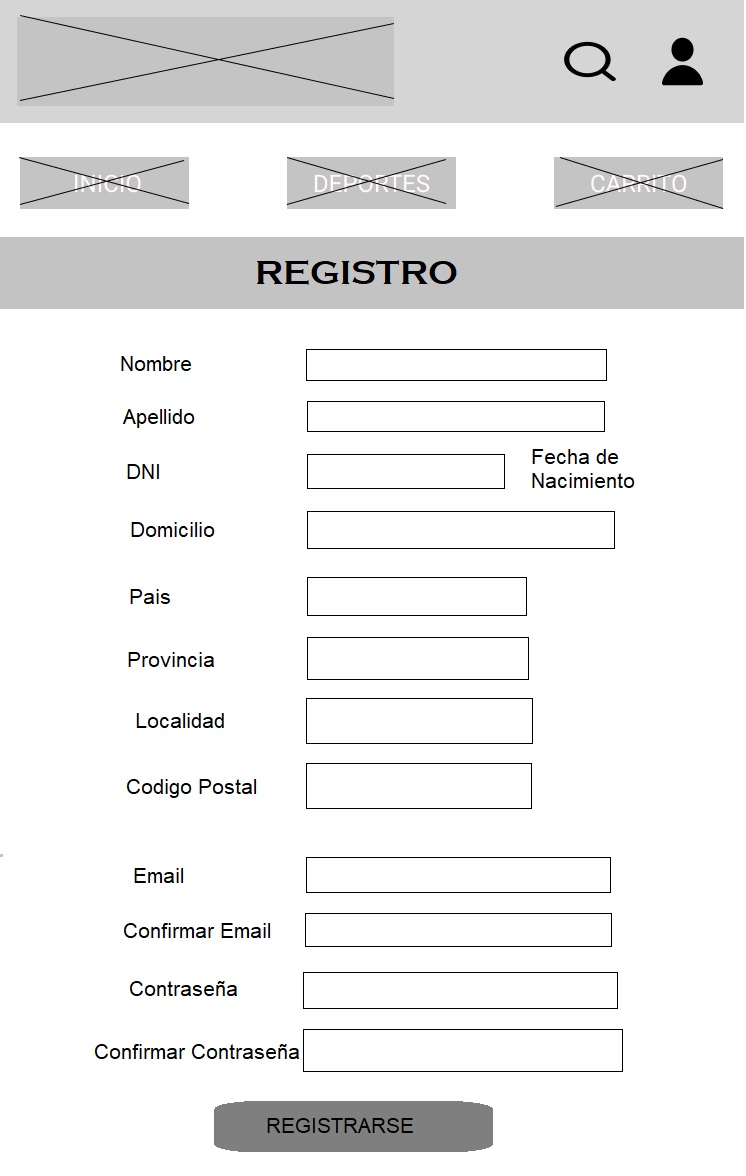 INICIO
DEPORTES
CARRITO
REGISTRO
Nombre
Apellido
DNI
Fecha de
Nacimiento
Domicilio
Pais
Provincia
Localidad
Codigo Postal
Email
Confirmar Email
Contraseña
Confirmar Contraseña
REGISTRARSE